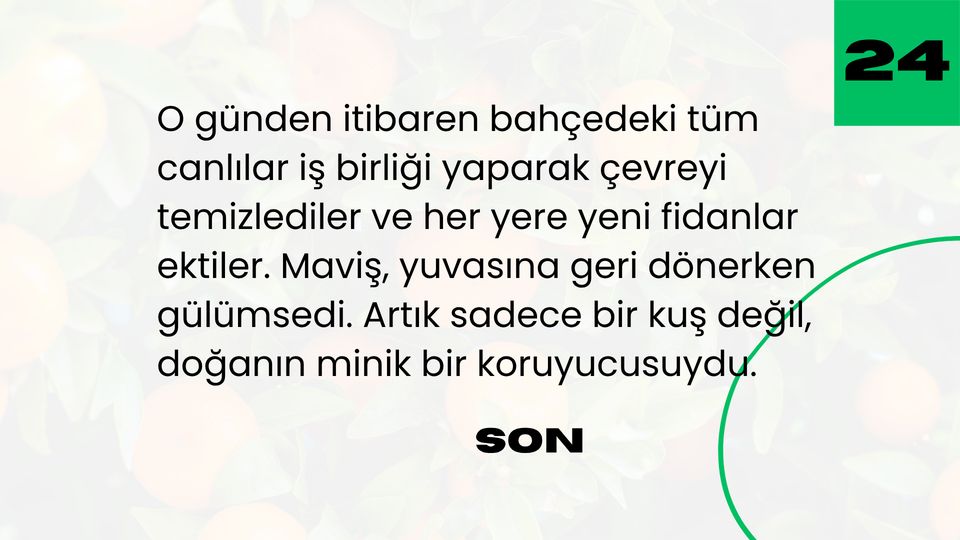 24
O günden itibaren bahçedeki tüm
canlılar iş birliği yaparak çevreyi
temizlediler ve her yere yeni fidanlar
ektiler. Maviş, yuvasına geri dönerken
gülümsedi. Artık sadece bir kuş değil,
doğanın minik bir koruyucusuydu.
SON